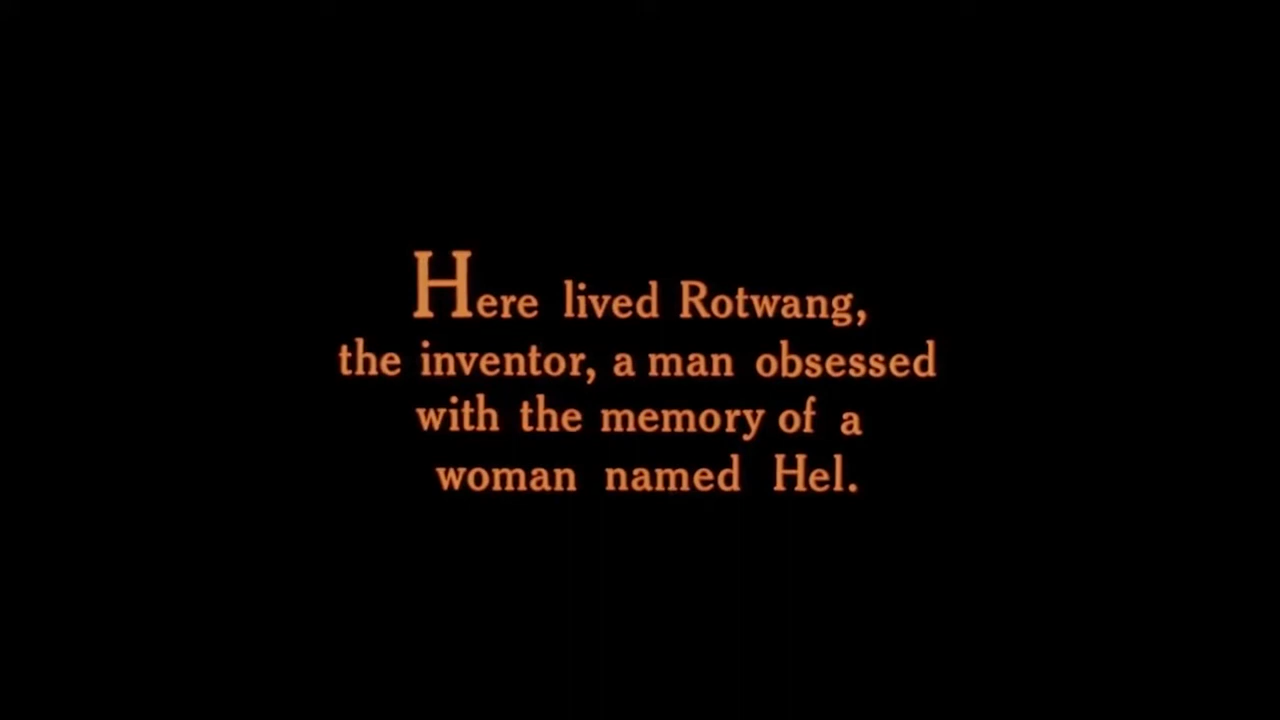 Here lived Rotwang,
the inventor, a man obsessed
with the memory of a
woman named Hel.